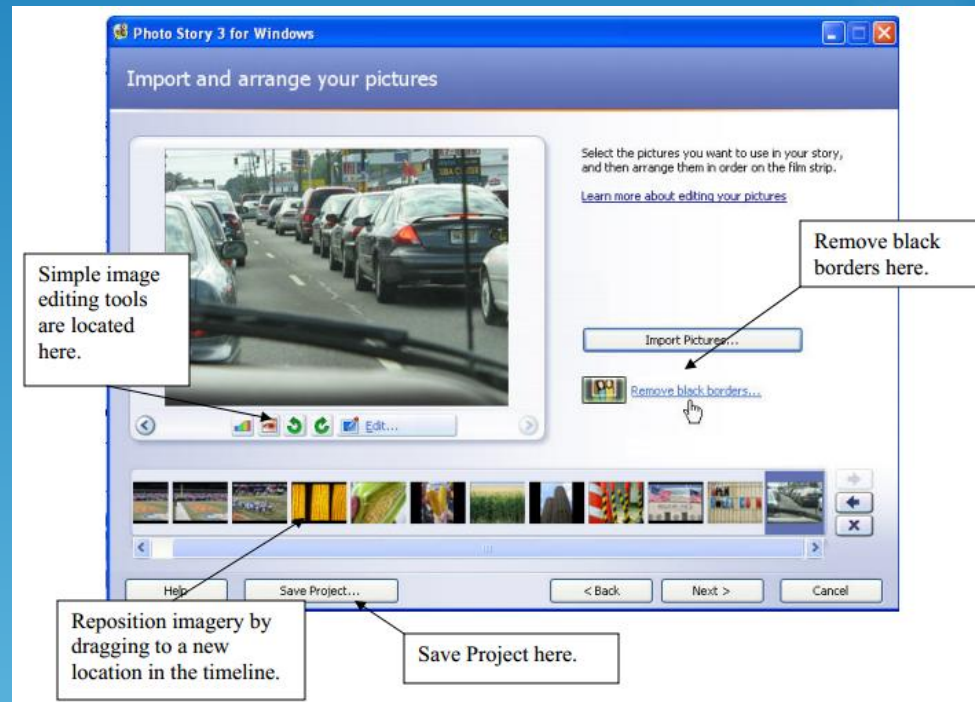 Photo Story 3 for Windows
Import and arrange your pictures
Select the pictures you want to use in your story,
and then arrange them in order on the film strip.
Learn more about editing your pictures
Remove black
borders here.
Simple image
editing tools
are located
here.
Import Pictures...
Remove black borders...
Edit...
Help
Save Project...
< Back
Next >
Cancel
Reposition imagery by
dragging to a new
location in the timeline.
Save Project here.